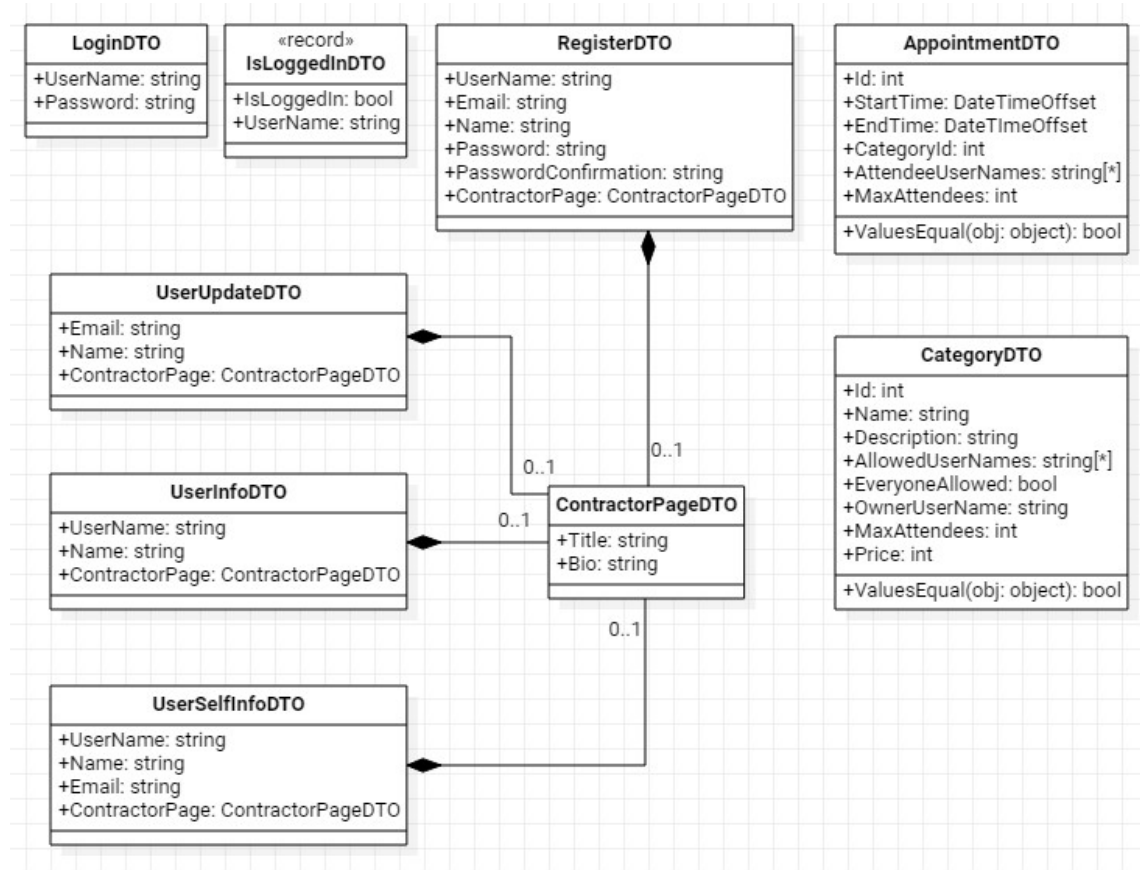 LoginDTO
+UserName: string
+Password: string
«record»
IsLoggedInDTO
+IsLoggedIn: bool
+UserName: string
RegisterDTO
+UserName: string
+Email: string
+Name: string
+Password: string
+PasswordConfirmation: string
+ContractorPage: ContractorPageDTO
AppointmentDTO
+Id: int
+StartTime: DateTimeOffset
+EndTime: DateTImeOffset
+CategoryId: int
+AttendeeUserNames: string[*]
+MaxAttendees: int
+ValuesEqual(obj: object): bool
UserUpdateDTO
+Email: string
+Name: string
+ContractorPage: ContractorPageDTO
CategoryDTO
+Id: int
+Name: string
+Description: string
+AllowedUserNames: string[*]
+EveryoneAllowed: bool
+OwnerUserName: string
+MaxAttendees: int
+Price: int
+ValuesEqual(obj: object): bool
0..1
0..1
UserInfoDTO
+UserName: string
+Name: string
+ContractorPage: ContractorPageDTO
0..1
ContractorPageDTO
+Title: string
+Bio: string
0..1
UserSelfInfoDTO
+UserName: string
+Name: string
+Email: string
+ContractorPage: ContractorPageDTO